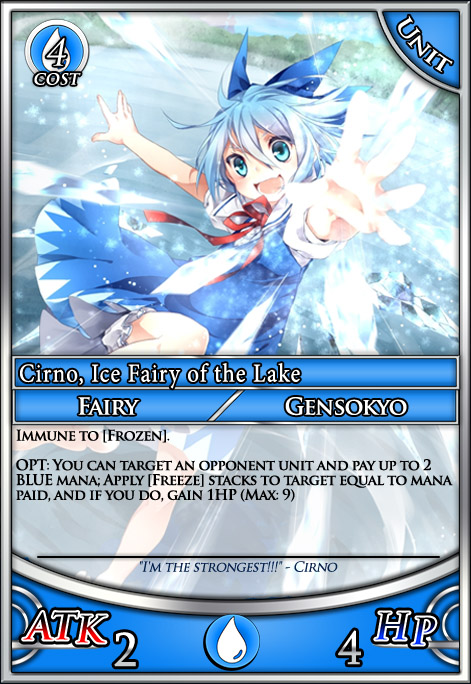 4
COST
UNIT
Cirno, Ice Fairy of the Lake
FAIRY / GENSOKYO
IMMUNE TO [FROZEN].
OPT: YOU CAN TARGET AN OPPONENT UNIT AND PAY UP TO 2
BLUE MANA; APPLY [FREEZE] STACKS TO TARGET EQUAL TO MANA
PAID, AND IF YOU DO, GAIN 1HP (MAX: 9)
"I'M THE STRONGEST!!!" - CIRNO
ATK 2 4 HP